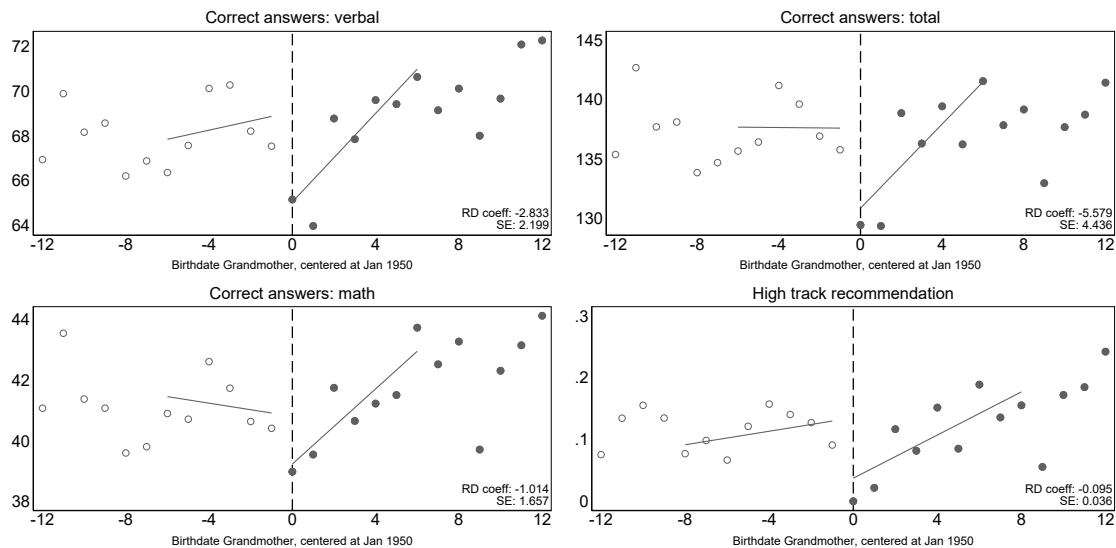 Correct answers: verbal
72
70
68
66
64
RD coeff: -2.833
SE: 2.199
-12 -8 -4 0 4 8 12
Birthdate Grandmother, centered at Jan 1950
Correct answers: total
145
140
135
130
RD coeff: -5.579
SE: 4.436
-12 -8 -4 0 4 8 12
Birthdate Grandmother, centered at Jan 1950
Correct answers: math
44
42
40
38
RD coeff: -1.014
SE: 1.657
-12 -8 -4 0 4 8 12
Birthdate Grandmother, centered at Jan 1950
High track recommendation
.3
.2
.1
0
RD coeff: -0.095
SE: 0.036
-12 -8 -4 0 4 8 12
Birthdate Grandmother, centered at Jan 1950